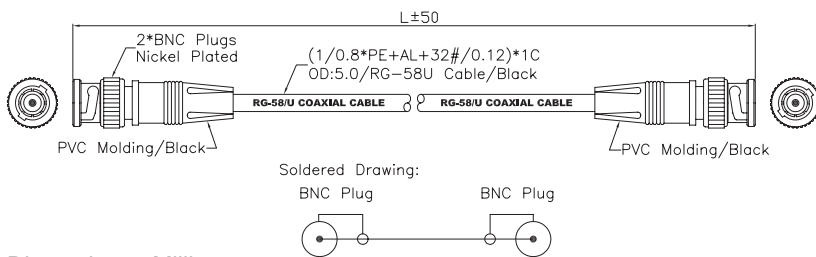 L±50
2*BNC Plugs
Nickel Plated
(1/0.8*PE+AL+32#/0.12)*1C
OD:5.0/RG-58U Cable/Black
RG-58/U COAXIAL CABLE
RG-58/U COAXIAL CABLE
PVC Molding/Black
PVC Molding/Black
Soldered Drawing:
BNC Plug
BNC Plug